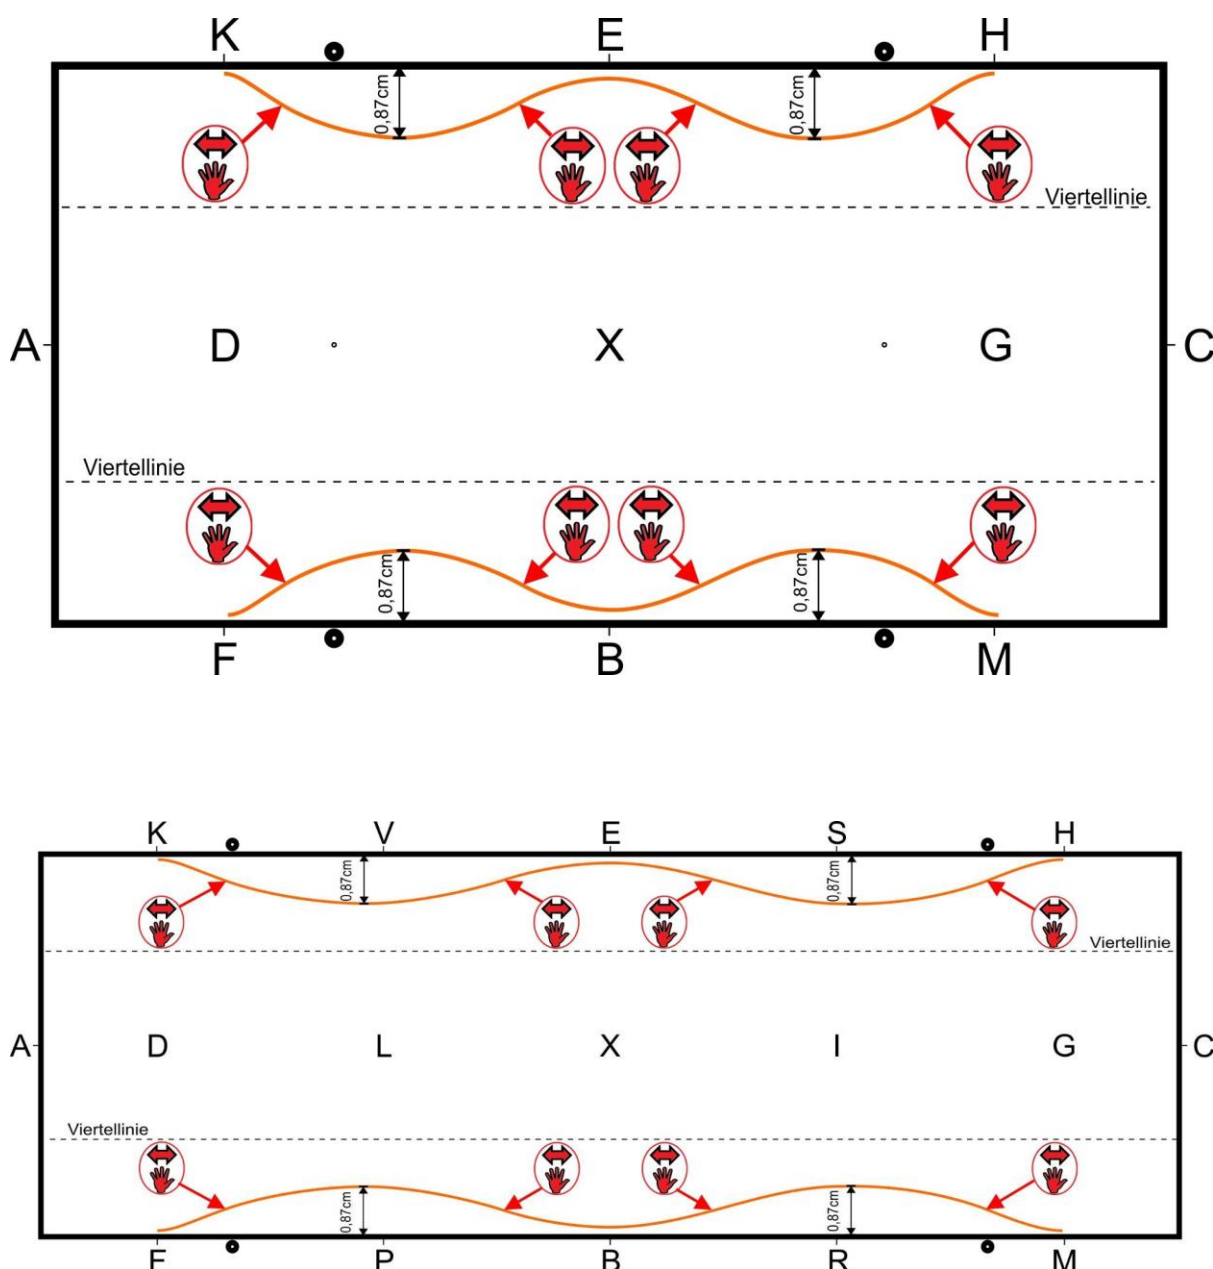 K E H
0,87cm 0,87cm
Viertellinie
A D X G C
Viertellinie
0,87cm 0,87cm
F B M
K V E S H
0,87cm 0,87cm
Viertellinie
A D L X I G C
Viertellinie
0,87cm 0,87cm
F P B R M